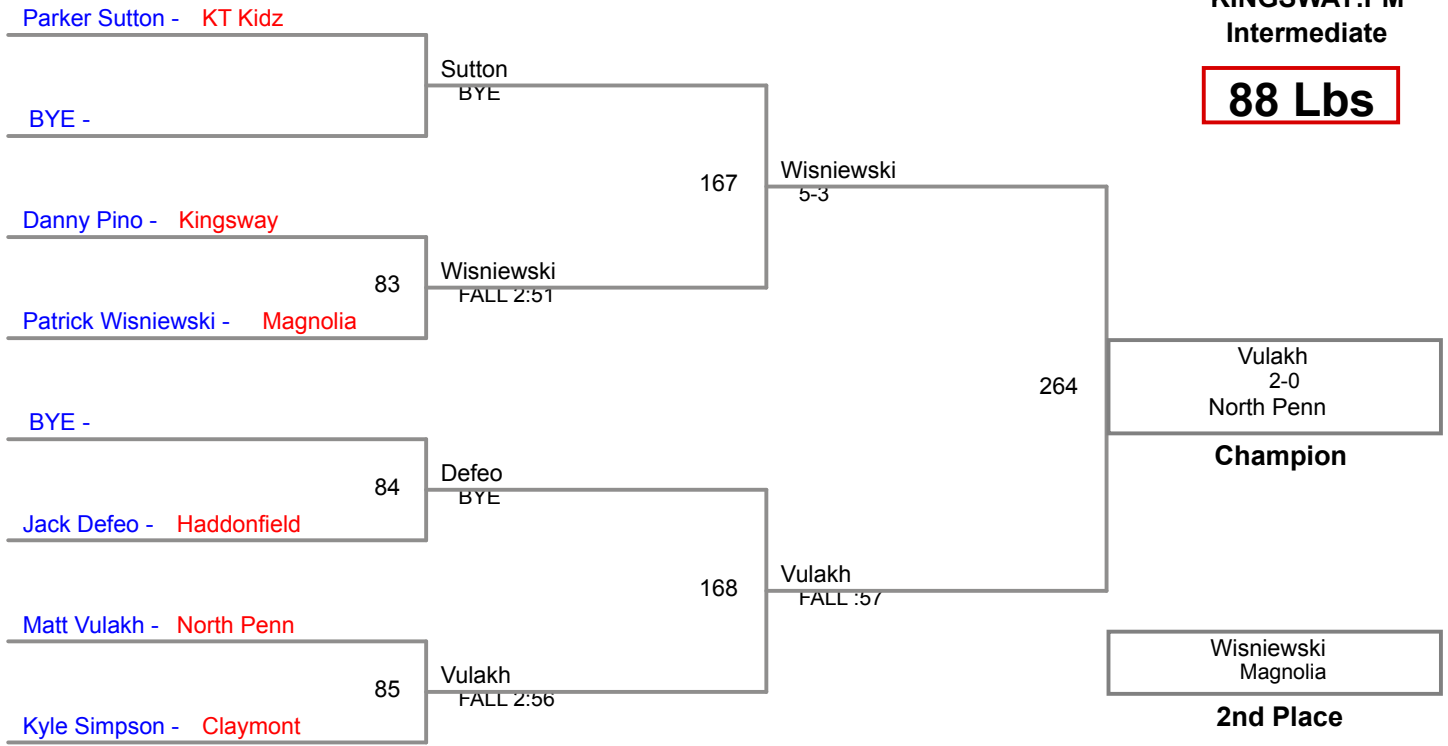 Parker Sutton - KT Kidz
KINGSWAY.PM
Intermediate
88 Lbs
Sutton
BYE
BYE -
167
Wisniewski
5-3
Danny Pino - Kingsway
83
Wisniewski
FALL 2:51
Patrick Wisniewski - Magnolia
264
Vulakh
2-0
North Penn
Champion
BYE -
84
Defeo
BYE
Jack Defeo - Haddonfield
168
Vulakh
FALL :57
Matt Vulakh - North Penn
85
Vulakh
FALL 2:56
Wisniewski
Magnolia
2nd Place
Kyle Simpson - Claymont